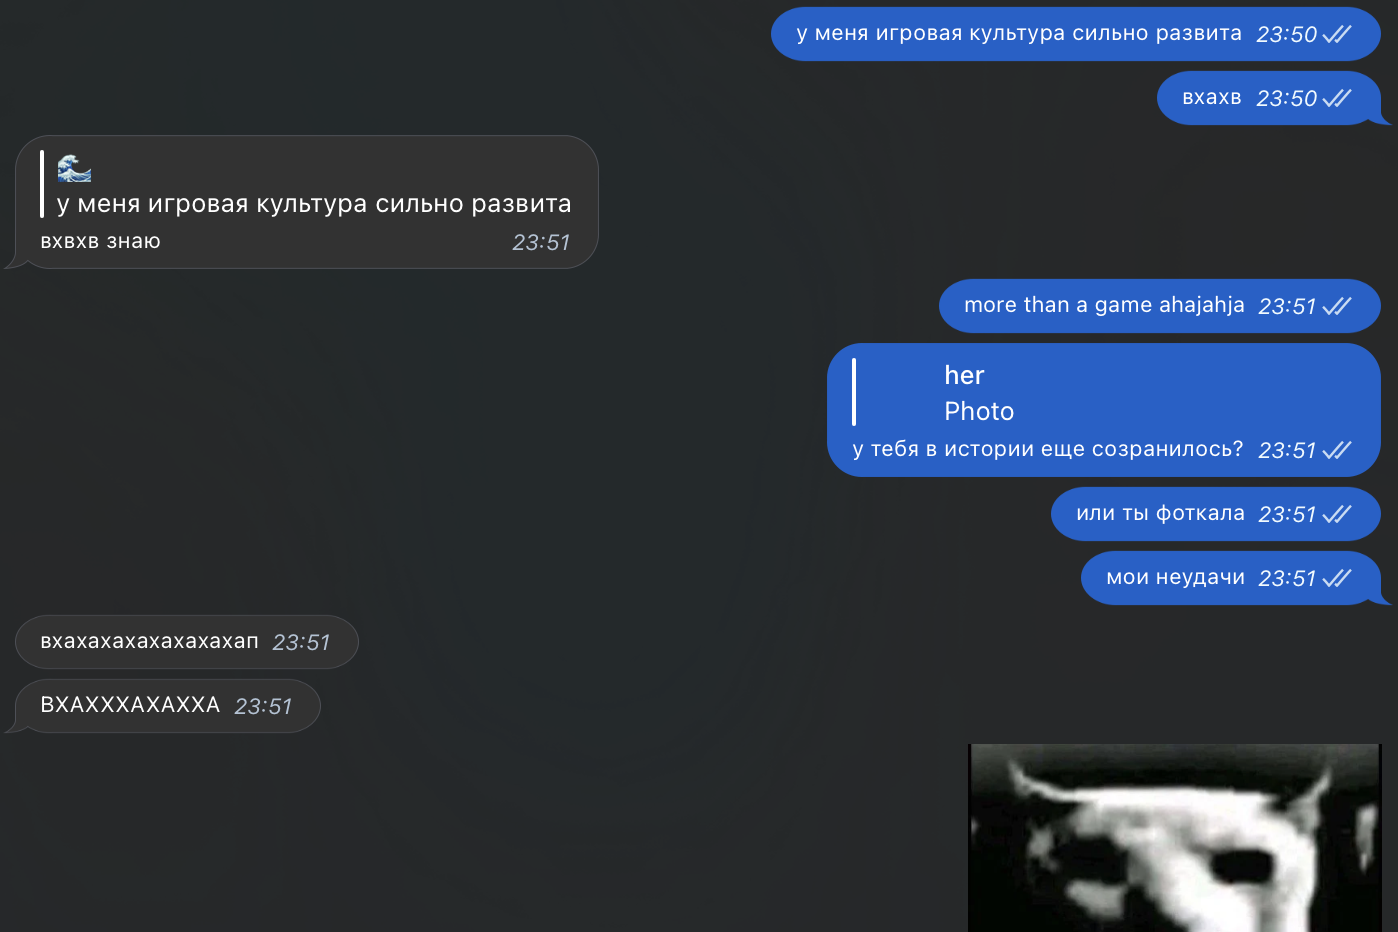 у меня игровая культура сильно развита 23:50
вхахв 23:50
у меня игровая культура сильно развита
вхвхв знаю 23:51
more than a game ahajahja 23:51
her
Photo
у тебя в истории еще созранилось? 23:51
или ты фоткала 23:51
мои неудачи 23:51
вхахахахахахахахап 23:51
ВХАХХХАХАХХА 23:51